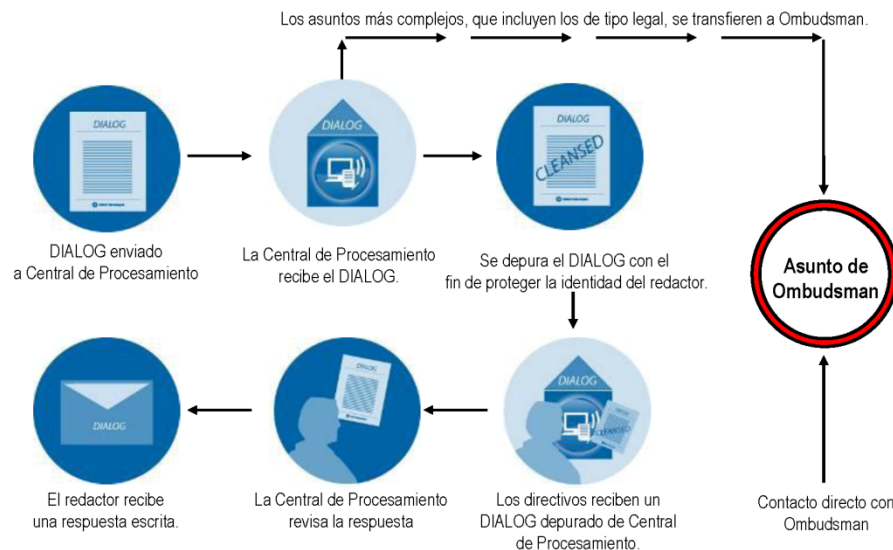 Los asuntos más complejos, que incluyen los de tipo legal, se transfieren a Ombudsman.
DIALOG
DIALOG
DIALOG
CLEANSED
DIALOG enviado
a Central de Procesamiento
La Central de Procesamiento
recibe el DIALOG.
Se depura el DIALOG con el
fin de proteger la identidad del redactor.
Asunto de
Ombudsman
DIALOG
DIALOG
CLEANSED
El redactor recibe
una respuesta escrita.
La Central de Procesamiento
revisa la respuesta
Los directivos reciben un
DIALOG depurado de Central
de Procesamiento.
Contacto directo con
Ombudsman